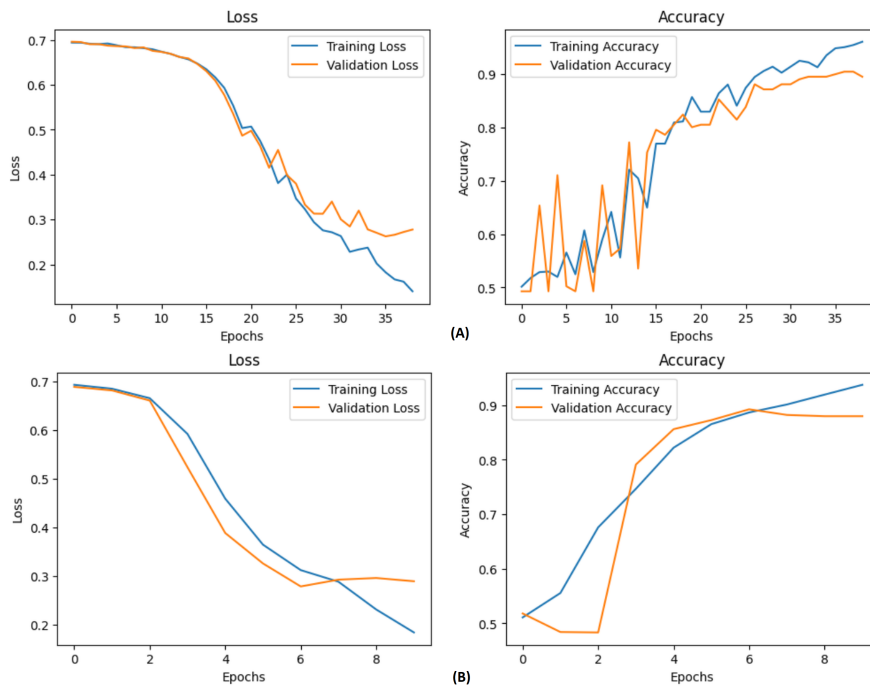 Loss
Accuracy
0.7
0.6
0.5
0.4
0.3
0.2
Loss
Training Loss
Validation Loss
0 5 10 15 20 25 30 35
Epochs
0.9
0.8
0.7
0.6
0.5
Accuracy
Training Accuracy
Validation Accuracy
0 5 10 15 20 25 30 35
Epochs
(A)
Loss
Accuracy
0.7
0.6
0.5
0.4
0.3
0.2
Loss
Training Loss
Validation Loss
0 2 4 6 8
Epochs
0.9
0.8
0.7
0.6
0.5
Accuracy
Training Accuracy
Validation Accuracy
0 2 4 6 8
Epochs
(B)